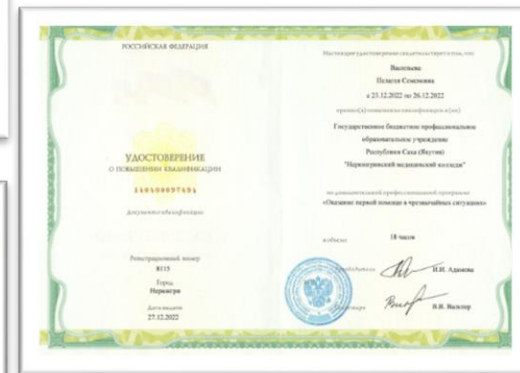 РОССИЙСКАЯ ФЕДЕРАЦИЯ
УДОСТОВЕРЕНИЕ
О ПОВЫШЕНИИ КВАЛИФИКАЦИИ
Документ о квалификации
Регистрационный номер
8115
Город
Нерюнгри
Дата выдачи
27.12.2022
Настоящее удостоверение свидетельствует о том, что
Васильева
Пелагея Семеновна
с 23.12.2022 по 26.12.2022
прошел(а) повышение квалификации в (на)
Государственное бюджетное профессиональное
образовательное учреждение
Республики Саха (Якутия)
"Нерюнгринский медицинский колледж"
по дополнительной профессиональной программе
«Оказание первой помощи в чрезвычайных ситуациях»
в объёме
18 часов
И.Н. Адамова